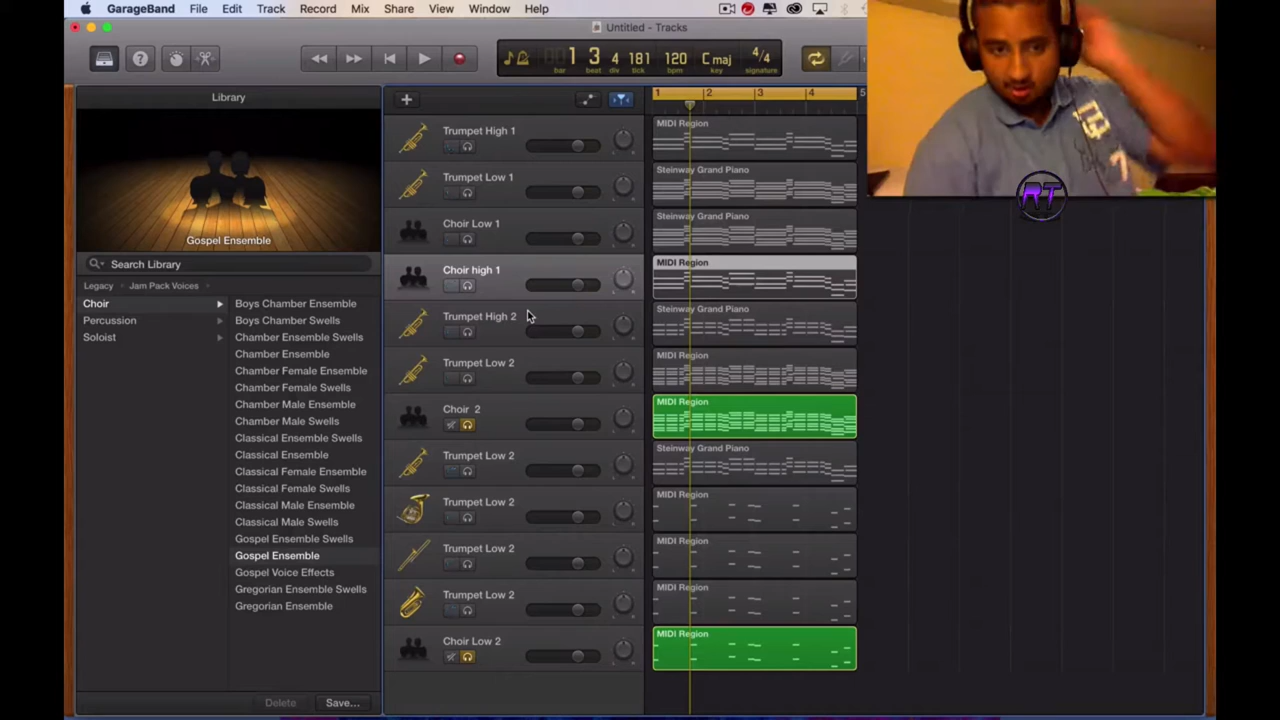 GarageBand File Edit Track Record Mix Share View Window Help
Untitled - Tracks
1 3 4 181 120 C maj 4/4
bar beat div tick bpm key signature
Library
1 2 3 4 5
Gospel Ensemble
Search Library
Legacy Jam Pack Voices
Choir
Percussion
Soloist
Boys Chamber Ensemble
Boys Chamber Swells
Chamber Ensemble Swells
Chamber Ensemble
Chamber Female Ensemble
Chamber Female Swells
Chamber Male Ensemble
Chamber Male Swells
Classical Ensemble Swells
Classical Ensemble
Classical Female Ensemble
Classical Female Swells
Classical Male Ensemble
Classical Male Swells
Gospel Ensemble Swells
Gospel Ensemble
Gospel Voice Effects
Gregorian Ensemble Swells
Gregorian Ensemble
Delete Save...
Trumpet High 1
Trumpet Low 1
Choir Low 1
Choir high 1
Trumpet High 2
Trumpet Low 2
Choir 2
Trumpet Low 2
Trumpet Low 2
Trumpet Low 2
Trumpet Low 2
Choir Low 2
MIDI Region
Steinway Grand Piano
Steinway Grand Piano
MIDI Region
Steinway Grand Piano
MIDI Region
MIDI Region
Steinway Grand Piano
MIDI Region
MIDI Region
MIDI Region
MIDI Region
RT